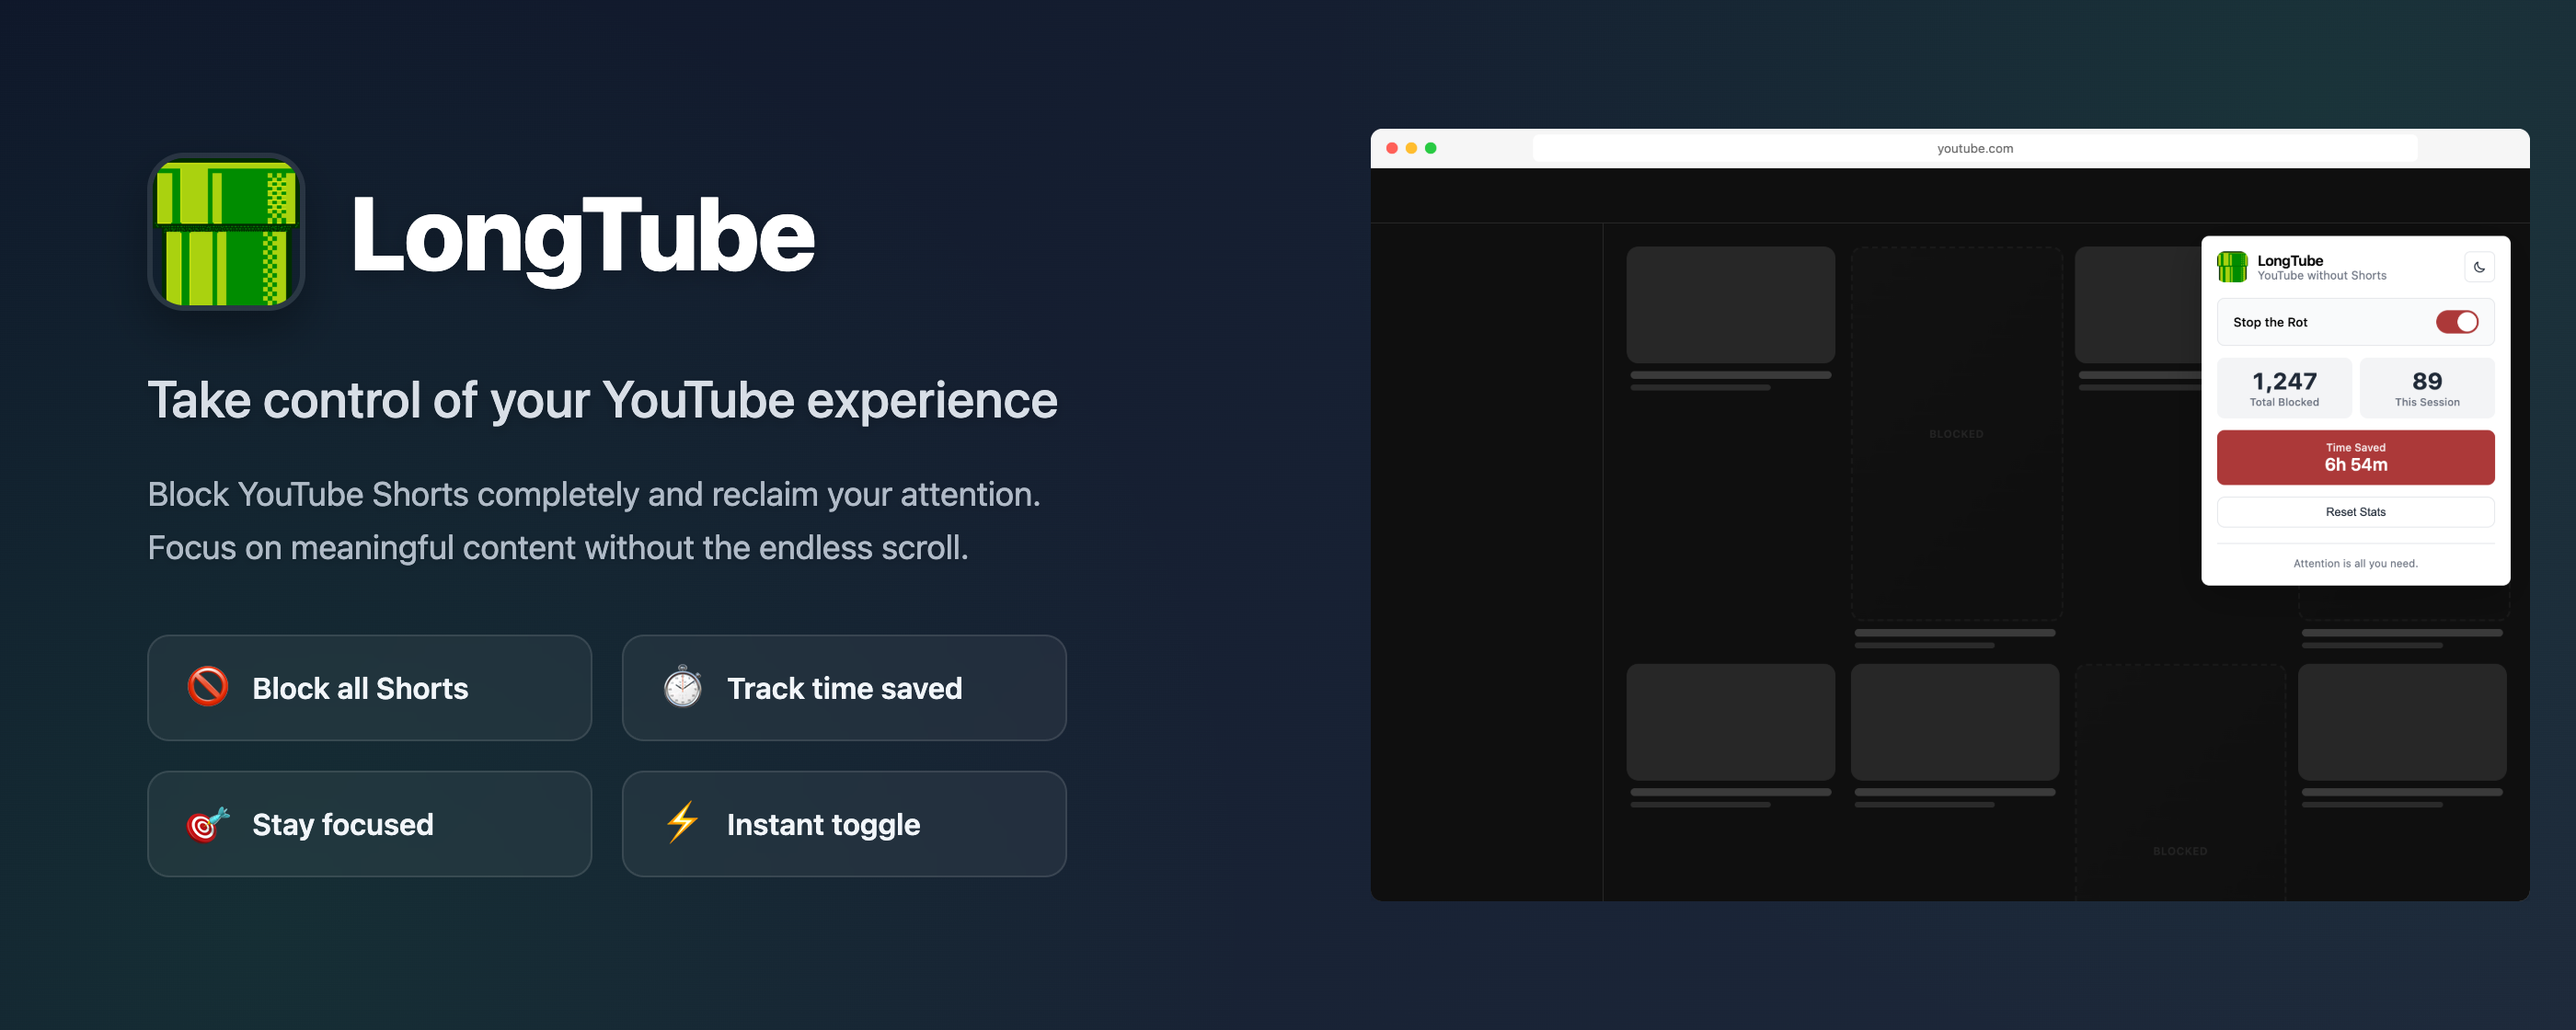 LongTube
Take control of your YouTube experience
Block YouTube Shorts completely and reclaim your attention.
Focus on meaningful content without the endless scroll.
Block all Shorts
Track time saved
Stay focused
Instant toggle
youtube.com
BLOCKED
LongTube
YouTube without Shorts
Stop the Rot
1,247
Total Blocked
89
This Session
Time Saved
6h 54m
Reset Stats
Attention is all you need.
BLOCKED